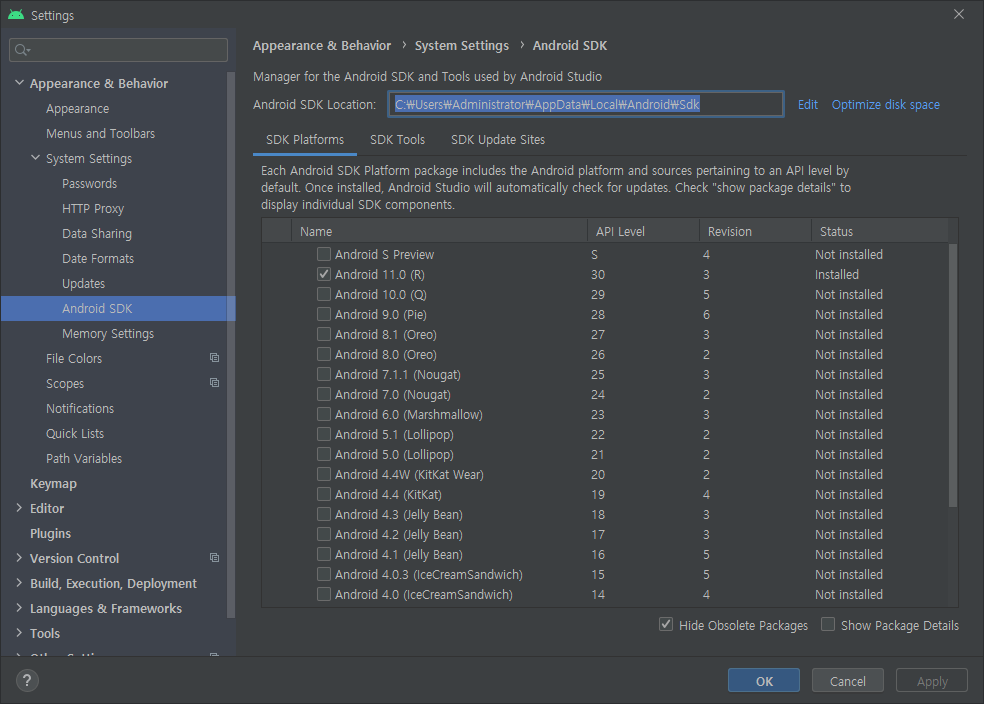 Settings
Appearance & Behavior
Appearance
Menus and Toolbars
System Settings
Passwords
HTTP Proxy
Data Sharing
Date Formats
Updates
Android SDK
Memory Settings
File Colors
Scopes
Notifications
Quick Lists
Path Variables
Keymap
Editor
Plugins
Version Control
Build, Execution, Deployment
Languages & Frameworks
Tools
Appearance & Behavior › System Settings › Android SDK
Manager for the Android SDK and Tools used by Android Studio
Android SDK Location: C:₩Users₩Administrator₩AppData₩Local₩Android₩Sdk Edit Optimize disk space
SDK Platforms SDK Tools SDK Update Sites
Each Android SDK Platform package includes the Android platform and sources pertaining to an API level by
default. Once installed, Android Studio will automatically check for updates. Check "show package details" to
display individual SDK components.
Name API Level Revision Status
Android S Preview S 4 Not installed
Android 11.0 (R) 30 3 Installed
Android 10.0 (Q) 29 5 Not installed
Android 9.0 (Pie) 28 6 Not installed
Android 8.1 (Oreo) 27 3 Not installed
Android 8.0 (Oreo) 26 2 Not installed
Android 7.1.1 (Nougat) 25 3 Not installed
Android 7.0 (Nougat) 24 2 Not installed
Android 6.0 (Marshmallow) 23 3 Not installed
Android 5.1 (Lollipop) 22 2 Not installed
Android 5.0 (Lollipop) 21 2 Not installed
Android 4.4W (KitKat Wear) 20 2 Not installed
Android 4.4 (KitKat) 19 4 Not installed
Android 4.3 (Jelly Bean) 18 3 Not installed
Android 4.2 (Jelly Bean) 17 3 Not installed
Android 4.1 (Jelly Bean) 16 5 Not installed
Android 4.0.3 (IceCreamSandwich) 15 5 Not installed
Android 4.0 (IceCreamSandwich) 14 4 Not installed
Hide Obsolete Packages Show Package Details
? OK Cancel Apply